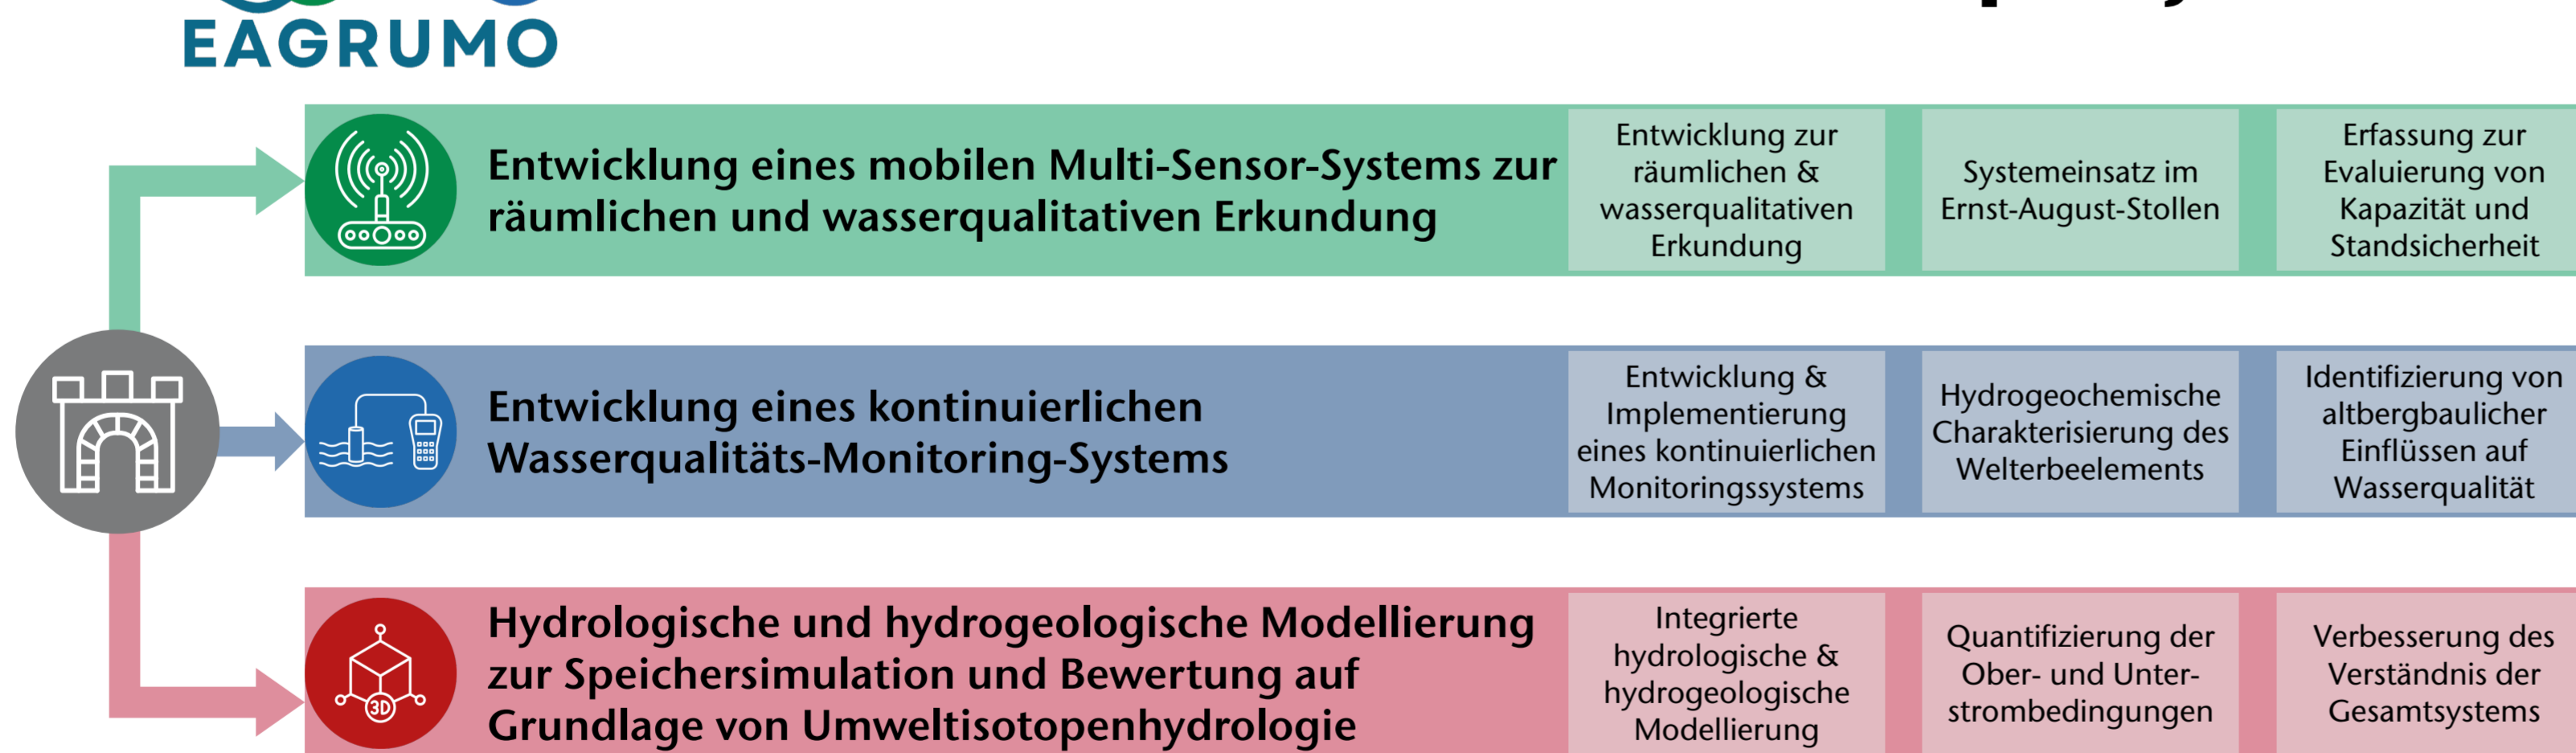 EAGRUMO
Entwicklung eines mobilen Multi-Sensor-Systems zur
räumlichen und wasserqualitativen Erkundung
Entwicklung zur
räumlichen &
wasserqualitativen
Erkundung
Systemeinsatz im
Ernst-August-Stollen
Erfassung zur
Evaluierung von
Kapazität und
Standsicherheit
Entwicklung eines kontinuierlichen
Wasserqualitäts-Monitoring-Systems
Entwicklung &
Implementierung
eines kontinuierlichen
Monitoringssystems
Hydrogeochemische
Charakterisierung des
Welterbeelements
Identifizierung von
altbergbaulicher
Einflüssen auf
Wasserqualität
Hydrologische und hydrogeologische Modellierung
zur Speichersimulation und Bewertung auf
Grundlage von Umweltisotopenhydrologie
Integrierte
hydrologische &
hydrogeologische
Modellierung
Quantifizierung der
Ober- und Unter-
strombedingungen
Verbesserung des
Verständnis der
Gesamtsystems
3D